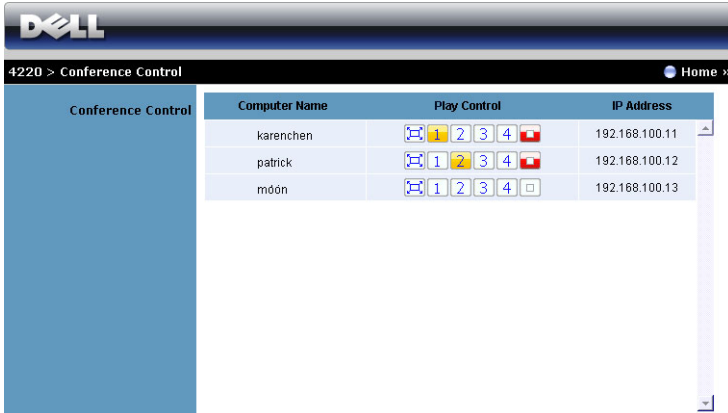 DELL
4220 > Conference Control
Home »
Conference Control
Computer Name Play Control IP Address
karenchen 1 2 3 4 192.168.100.11
patrick 1 2 3 4 192.168.100.12
móón 1 2 3 4 192.168.100.13